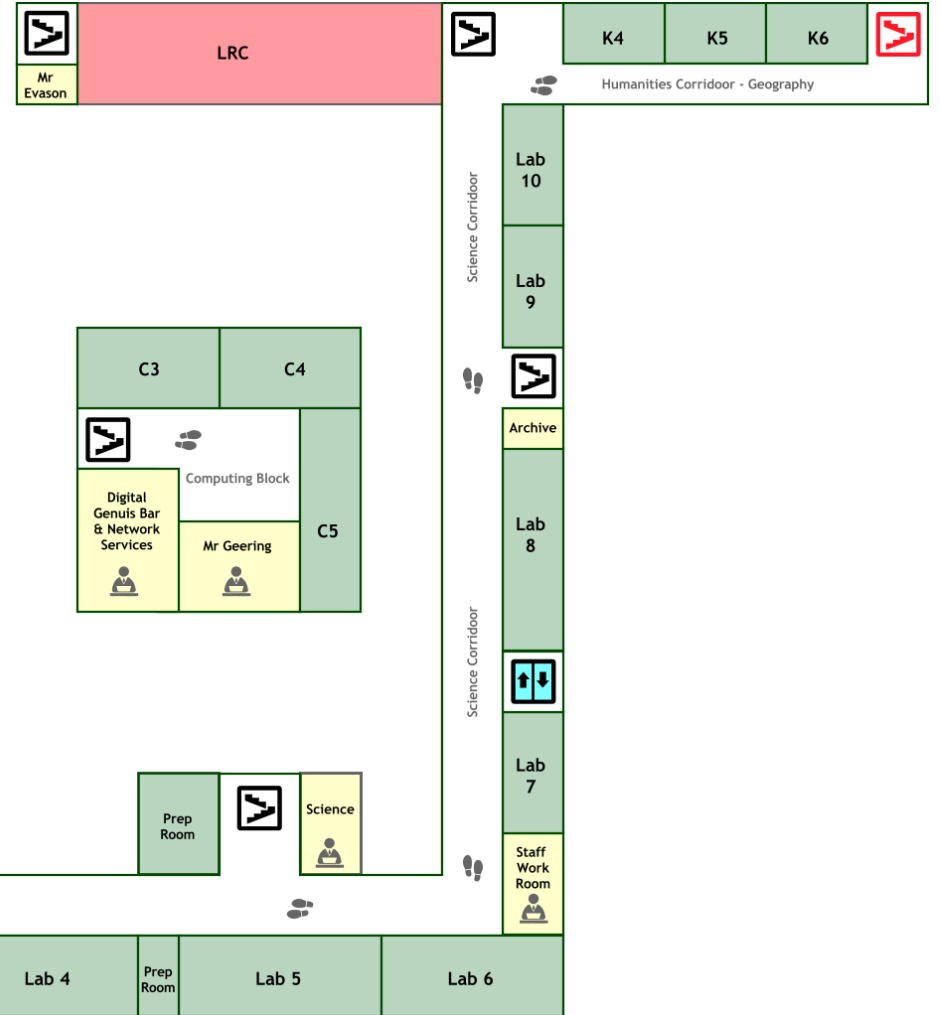 LRC
Mr
Evason
K4
K5
K6
Humanities Corridoor - Geography
Lab
10
Science Corridoor
Lab
9
C3
C4
Archive
Computing Block
Digital
Genuis Bar
& Network
Services
Mr Geering
C5
Lab
8
Science Corridoor
Lab
7
Prep
Room
Science
Staff
Work
Room
Lab 4
Prep
Room
Lab 5
Lab 6